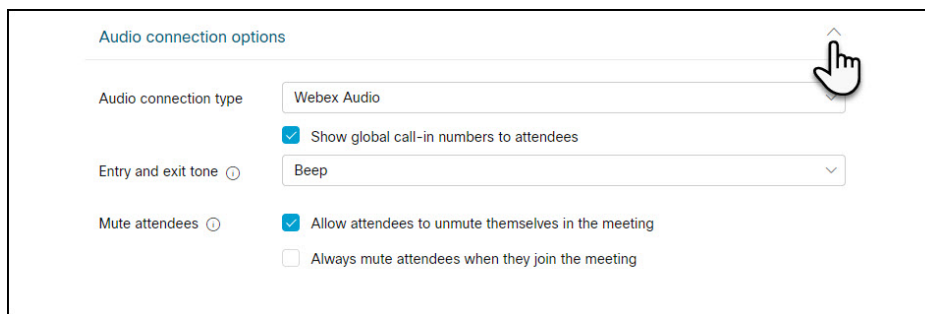 Audio connection options
Audio connection type
Webex Audio
Show global call-in numbers to attendees
Entry and exit tone
Beep
Mute attendees
Allow attendees to unmute themselves in the meeting
Always mute attendees when they join the meeting